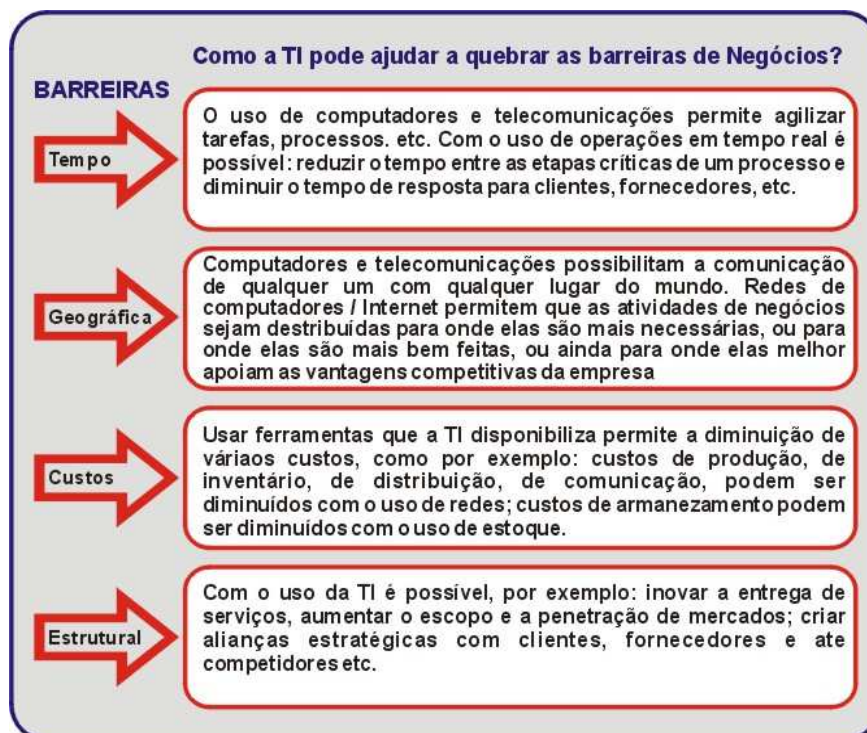 Como a TI pode ajudar a quebrar as barreiras de Negócios?
BARREIRAS
Tempo
O uso de computadores e telecomunicações permite agilizar
tarefas, processos. etc. Com o uso de operações em tempo real é
possível: reduzir o tempo entre as etapas críticas de um processo e
diminuir o tempo de resposta para clientes, fornecedores, etc.
Geográfica
Computadores e telecomunicações possibilitam a comunicação
de qualquer um com qualquer lugar do mundo. Redes de
computadores / Internet permitem que as atividades de negócios
sejam destribuídas para onde elas são mais necessárias, ou para
onde elas são mais bem feitas, ou ainda para onde elas melhor
apoiam as vantagens competitivas da empresa
Custos
Usar ferramentas que a TI disponibiliza permite a diminuição de
váriaos custos, como por exemplo: custos de produção, de
inventário, de distribuição, de comunicação, podem ser
diminuídos com o uso de redes; custos de armanezamento podem
ser diminuídos com o uso de estoque.
Estrutural
Com o uso da TI é possível, por exemplo: inovar a entrega de
serviços, aumentar o escopo e a penetração de mercados; criar
alianças estratégicas com clientes, fornecedores e ate
competidores etc.